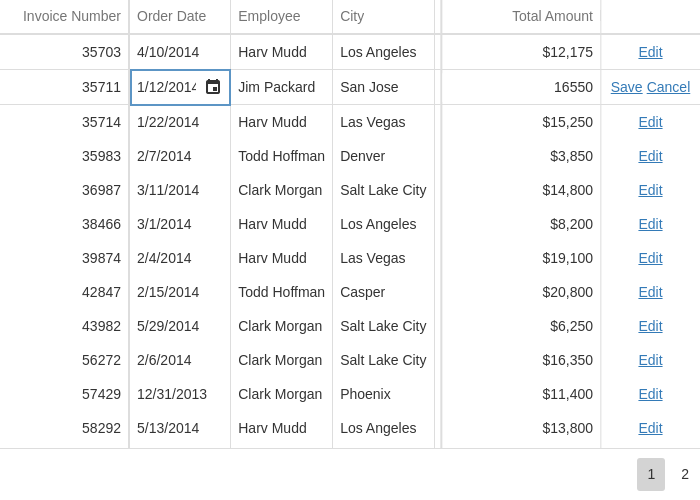 Invoice Number Order Date Employee City Total Amount
35703 4/10/2014 Harv Mudd Los Angeles $12,175 Edit
35711 1/12/2014 Jim Packard San Jose 16550 Save Cancel
35714 1/22/2014 Harv Mudd Las Vegas $15,250 Edit
35983 2/7/2014 Todd Hoffman Denver $3,850 Edit
36987 3/11/2014 Clark Morgan Salt Lake City $14,800 Edit
38466 3/1/2014 Harv Mudd Los Angeles $8,200 Edit
39874 2/4/2014 Harv Mudd Las Vegas $19,100 Edit
42847 2/15/2014 Todd Hoffman Casper $20,800 Edit
43982 5/29/2014 Clark Morgan Salt Lake City $6,250 Edit
56272 2/6/2014 Clark Morgan Salt Lake City $16,350 Edit
57429 12/31/2013 Clark Morgan Phoenix $11,400 Edit
58292 5/13/2014 Harv Mudd Los Angeles $13,800 Edit
1 2